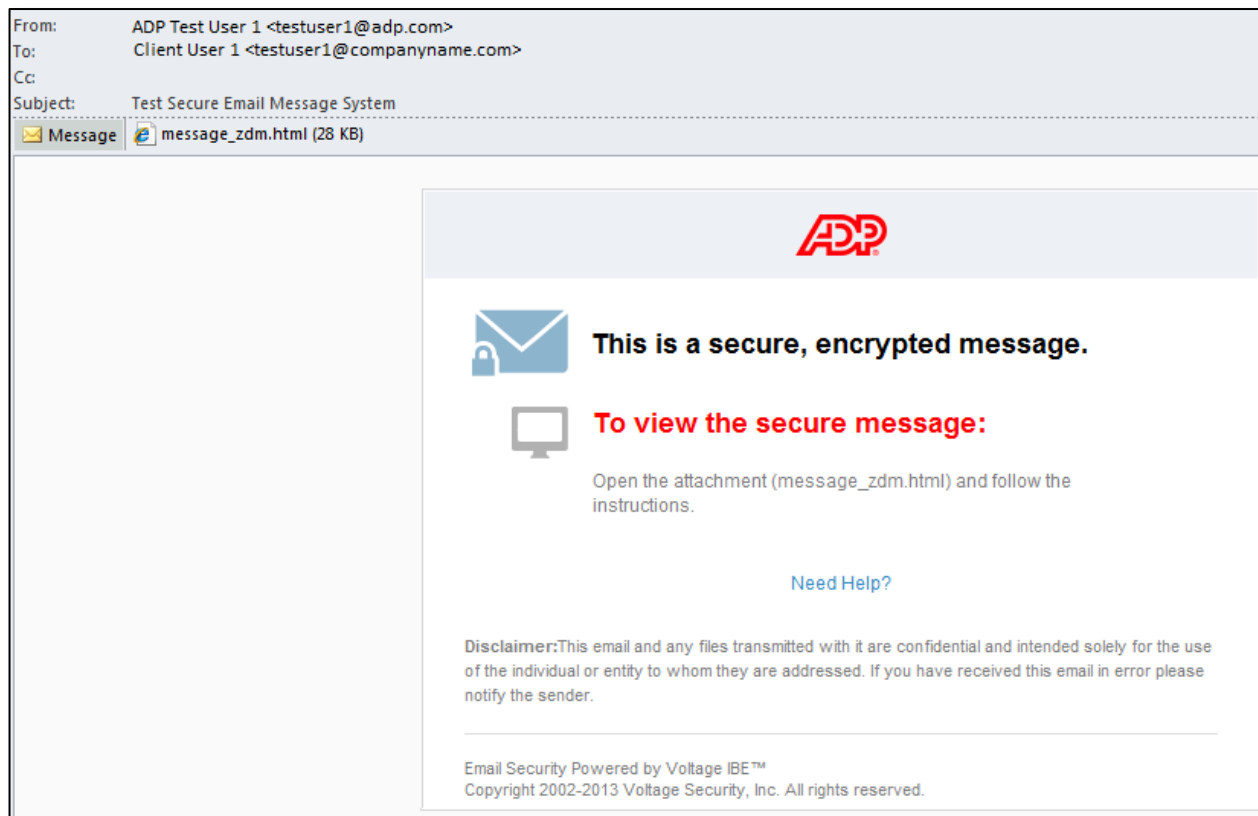 From: ADP Test User 1 <testuser1@adp.com>
To: Client User 1 <testuser1@companyname.com>
Cc:
Subject: Test Secure Email Message System
Message message_zdm.html (28 KB)
ADP
This is a secure, encrypted message.
To view the secure message:
Open the attachment (message_zdm.html) and follow the
instructions.
Need Help?
Disclaimer:This email and any files transmitted with it are confidential and intended solely for the use
of the individual or entity to whom they are addressed. If you have received this email in error please
notify the sender.
Email Security Powered by Voltage IBE™
Copyright 2002-2013 Voltage Security, Inc. All rights reserved.